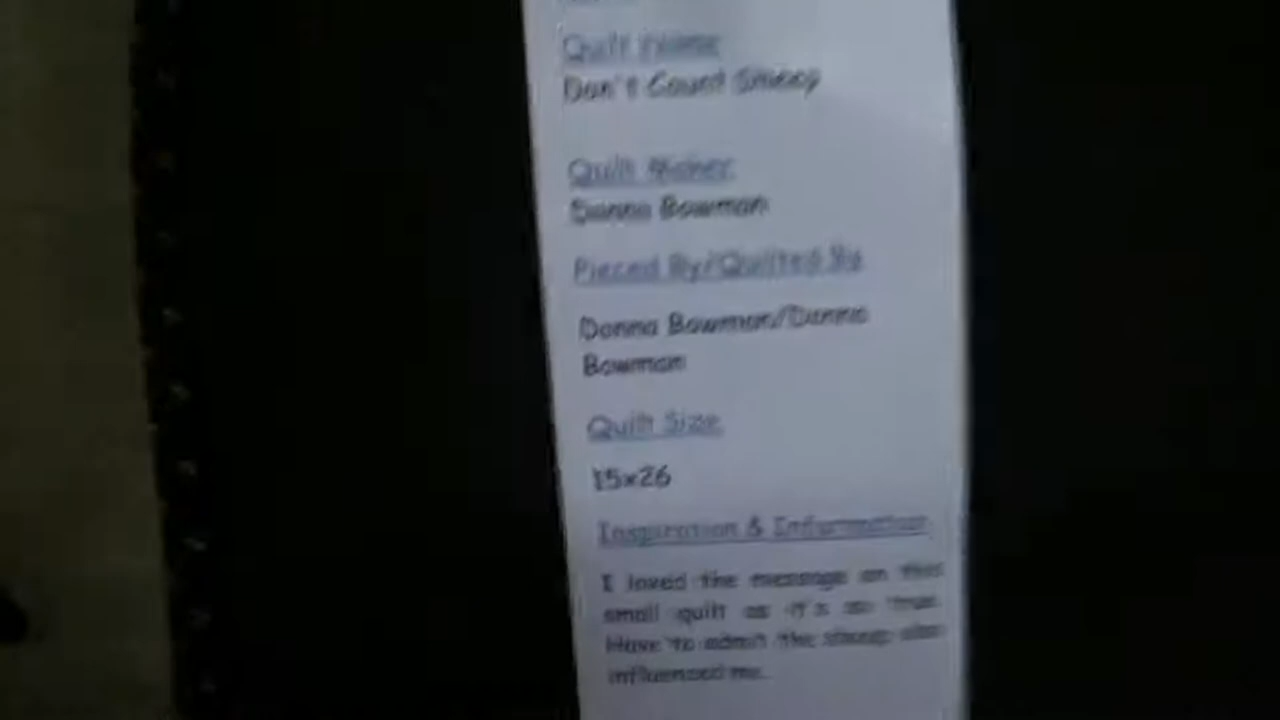 Quilt Name
Don't Count Sheep
Quilt Maker
Donna Bowman
Pieced By/Quilted By
Donna Bowman/Donna
Bowman
Quilt Size
15x26
Inspiration & Information
I loved the message on this
small quilt as it's so true.
Have to admit the sheep also
influenced me.